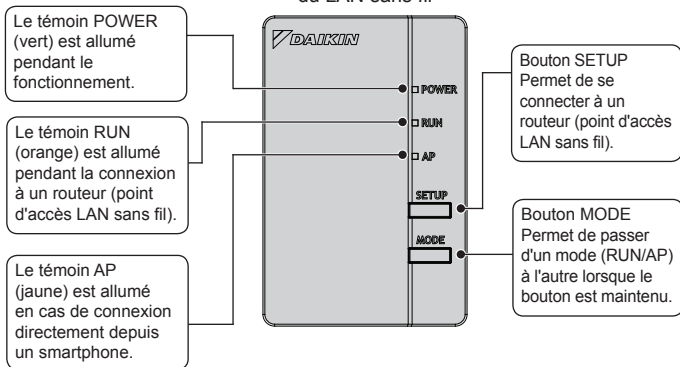 du LAN sans fil
Le témoin POWER
(vert) est allumé
pendant le
fonctionnement.
Le témoin RUN
(orange) est allumé
pendant la connexion
à un routeur (point
d'accès LAN sans fil).
Le témoin AP
(jaune) est allumé
en cas de connexion
directement depuis
un smartphone.
DAIKIN
POWER
RUN
AP
SETUP
MODE
Bouton SETUP
Permet de se
connecter à un
routeur (point d'accès
LAN sans fil).
Bouton MODE
Permet de passer
d'un mode (RUN/AP)
à l'autre lorsque le
bouton est maintenu.